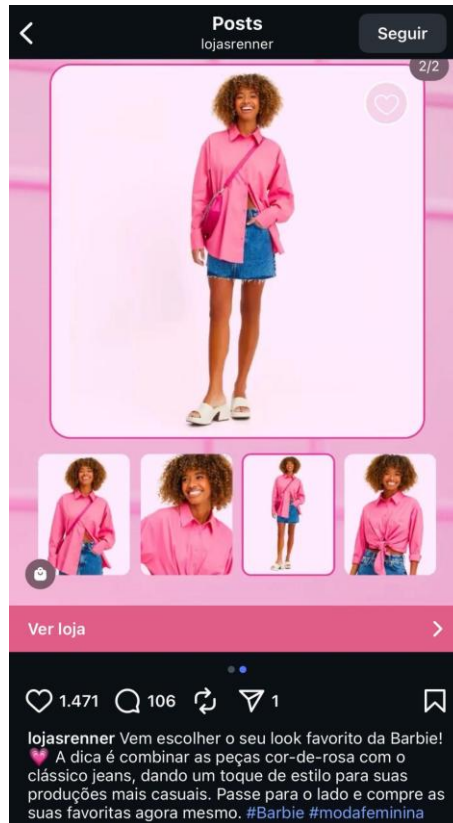 Posts
lojasrenner
Seguir
2/2
Ver loja
1.471 106 1
lojasrenner Vem escolher o seu look favorito da Barbie!
💗 A dica é combinar as peças cor-de-rosa com o
clássico jeans, dando um toque de estilo para suas
produções mais casuais. Passe para o lado e compre as
suas favoritas agora mesmo. #Barbie #modafeminina